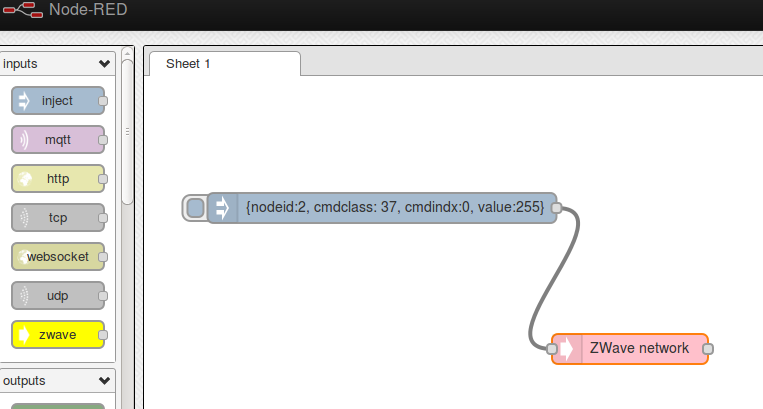 Node-RED
inputs
Sheet 1
inject
mqtt
http
tcp
websocket
udp
zwave
outputs
{nodeid:2, cmdclass: 37, cmdindx:0, value:255}
ZWave network